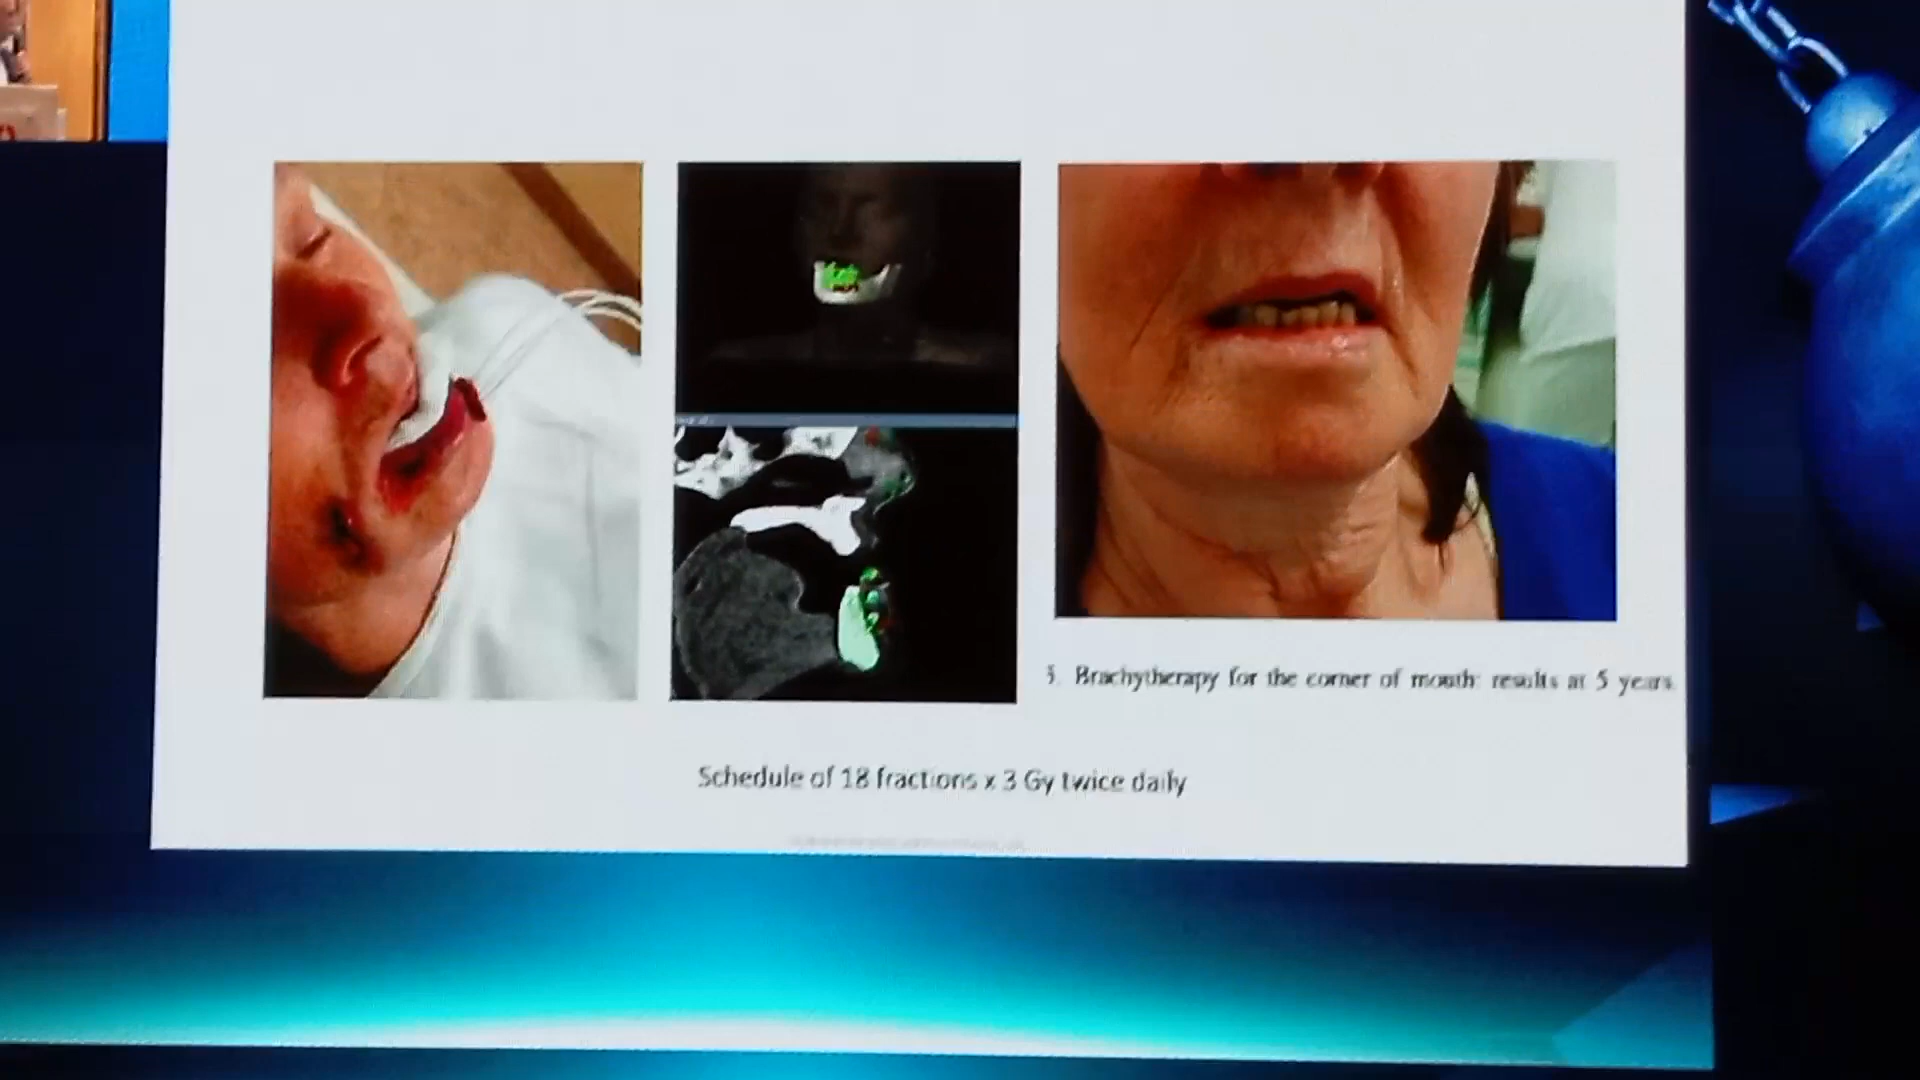 5. Brachytherapy for the corner of mouth: results at 5 years.
Schedule of 18 fractions x 3 Gy twice daily